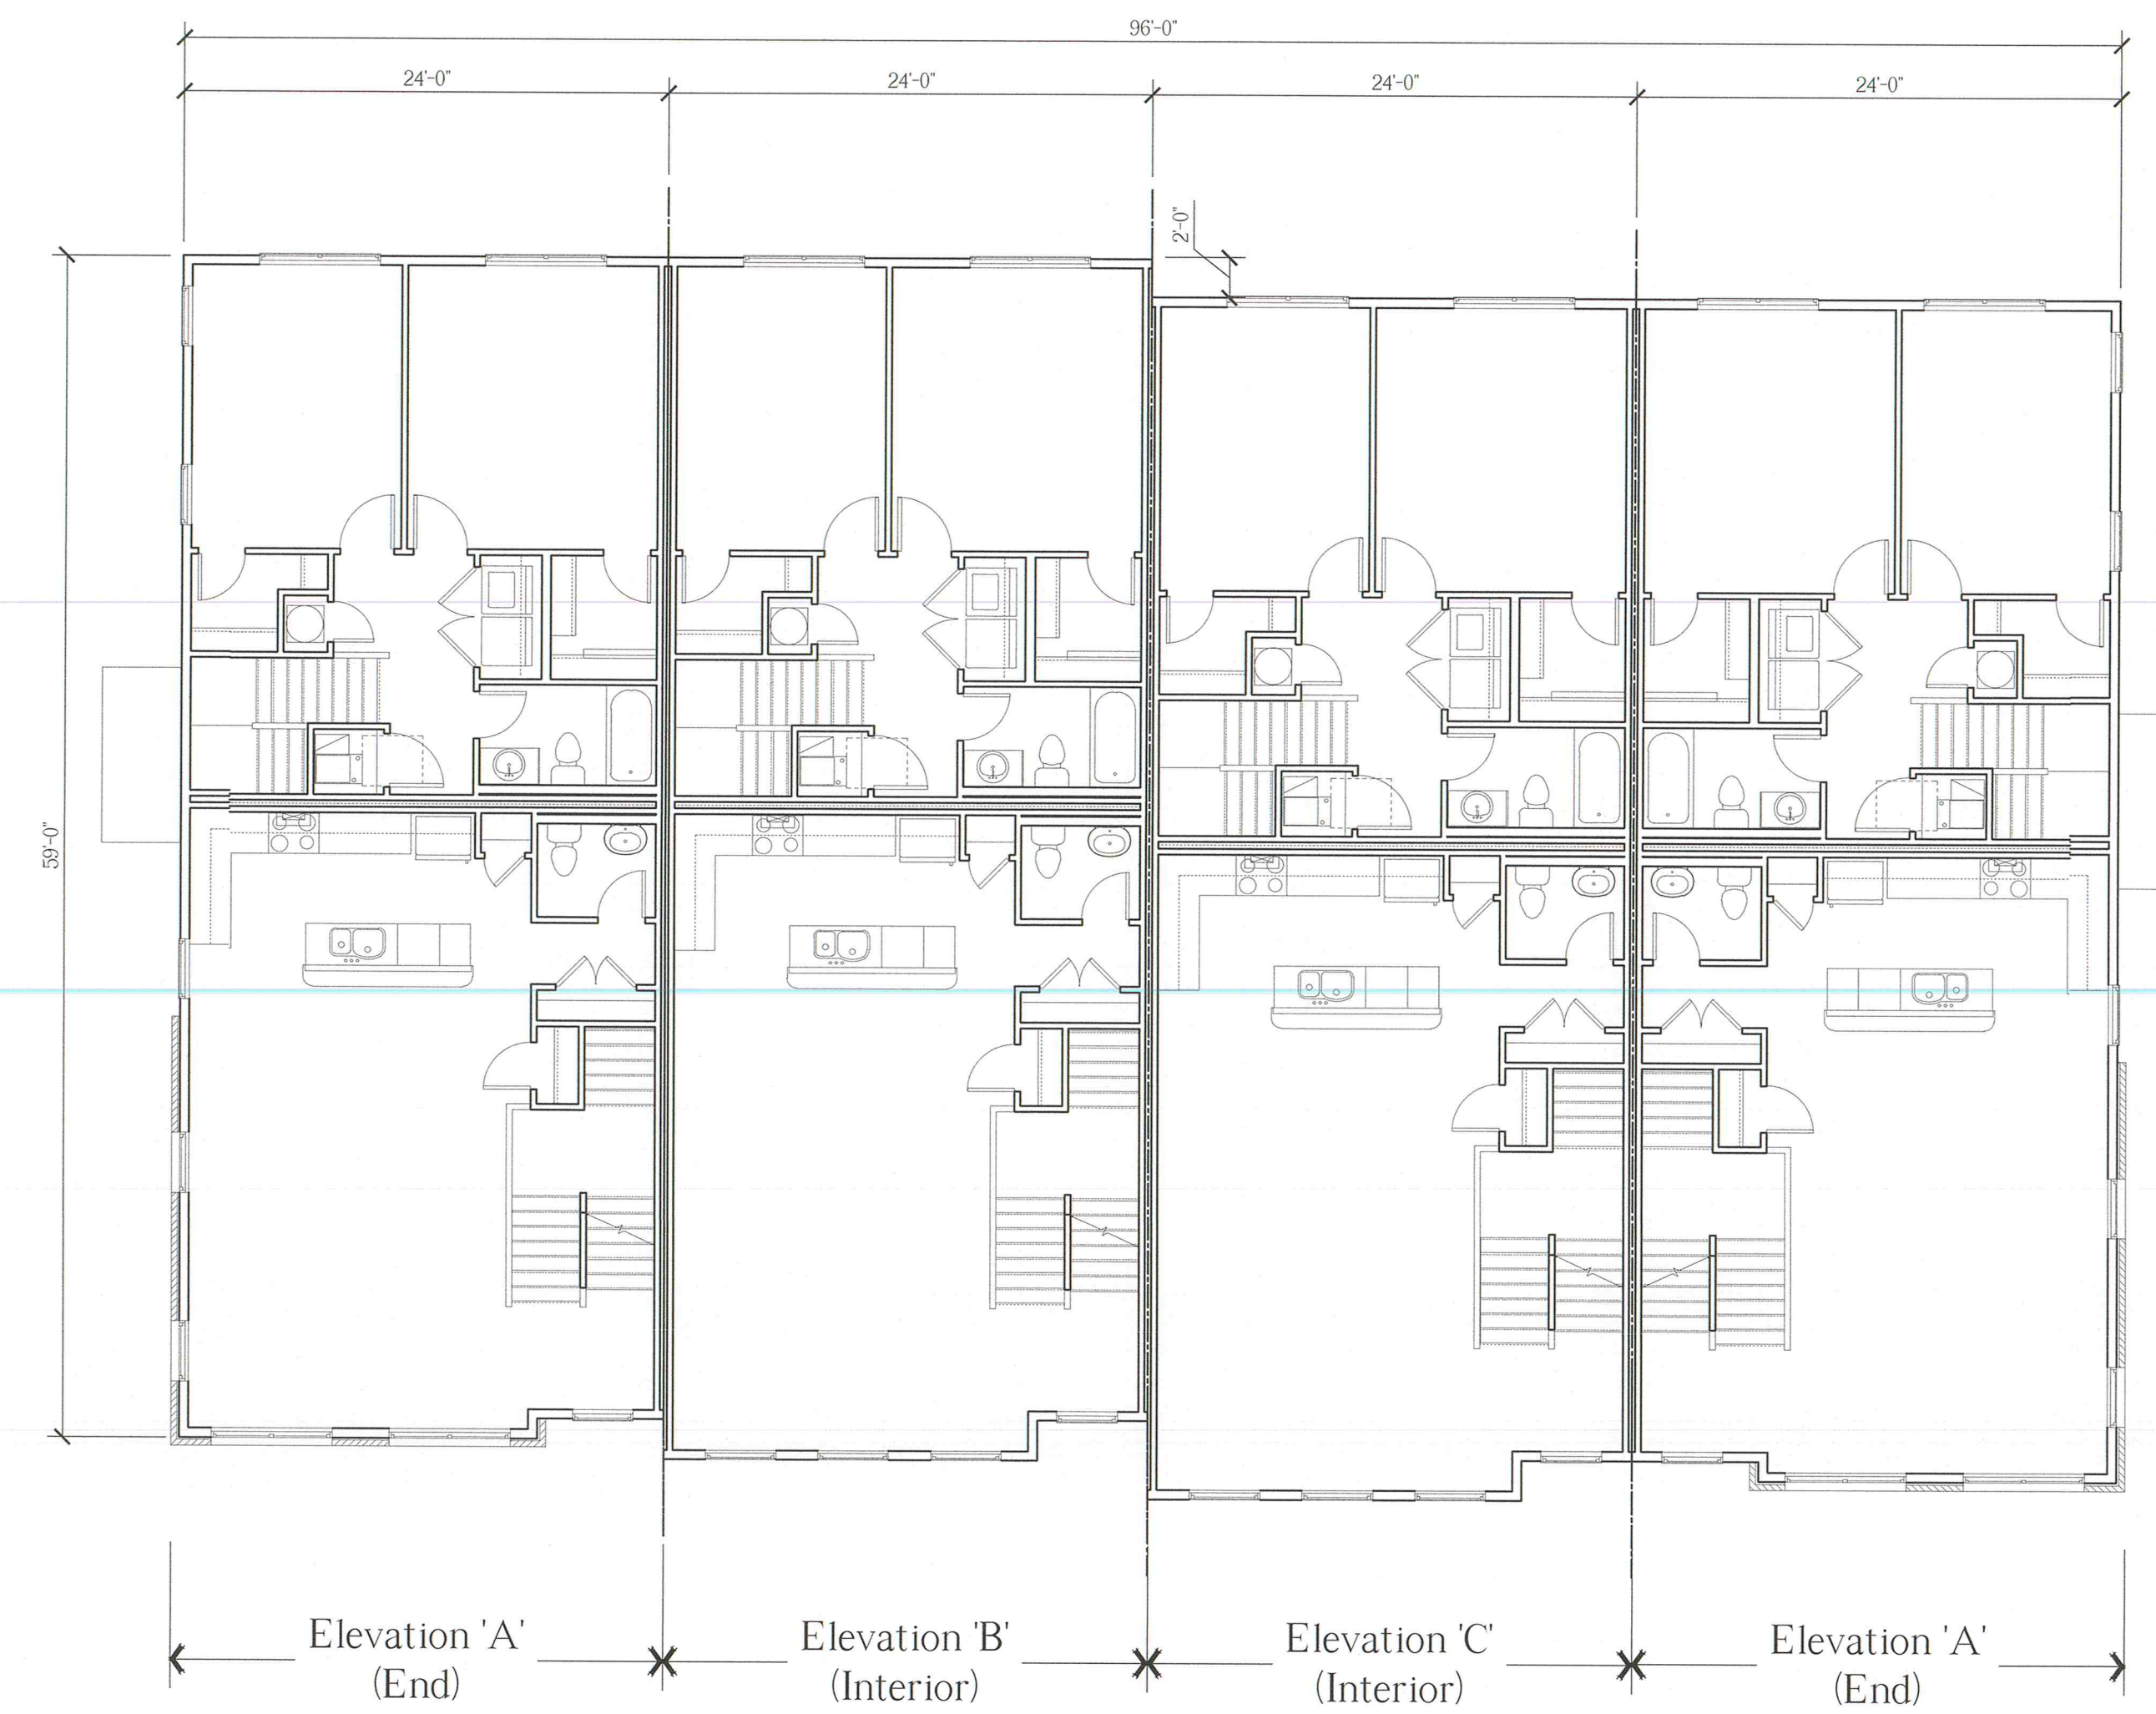 96'-0"
24'-0"
24'-0"
24'-0"
24'-0"
2'-0"
59'-0"
Elevation 'A'
(End)
Elevation 'B'
(Interior)
Elevation 'C'
(Interior)
Elevation 'A'
(End)